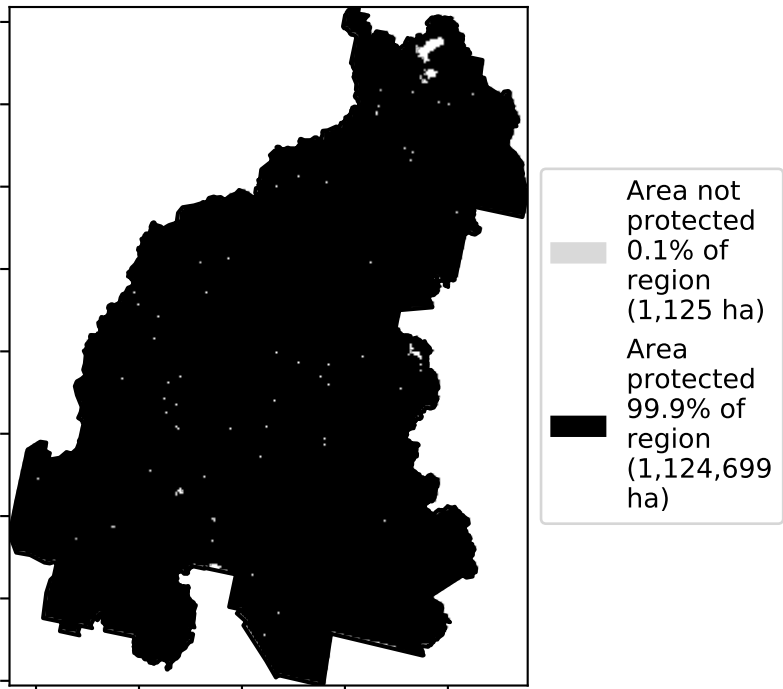 Area not
protected
0.1% of
region
(1,125 ha)
Area
protected
99.9% of
region
(1,124,699
ha)